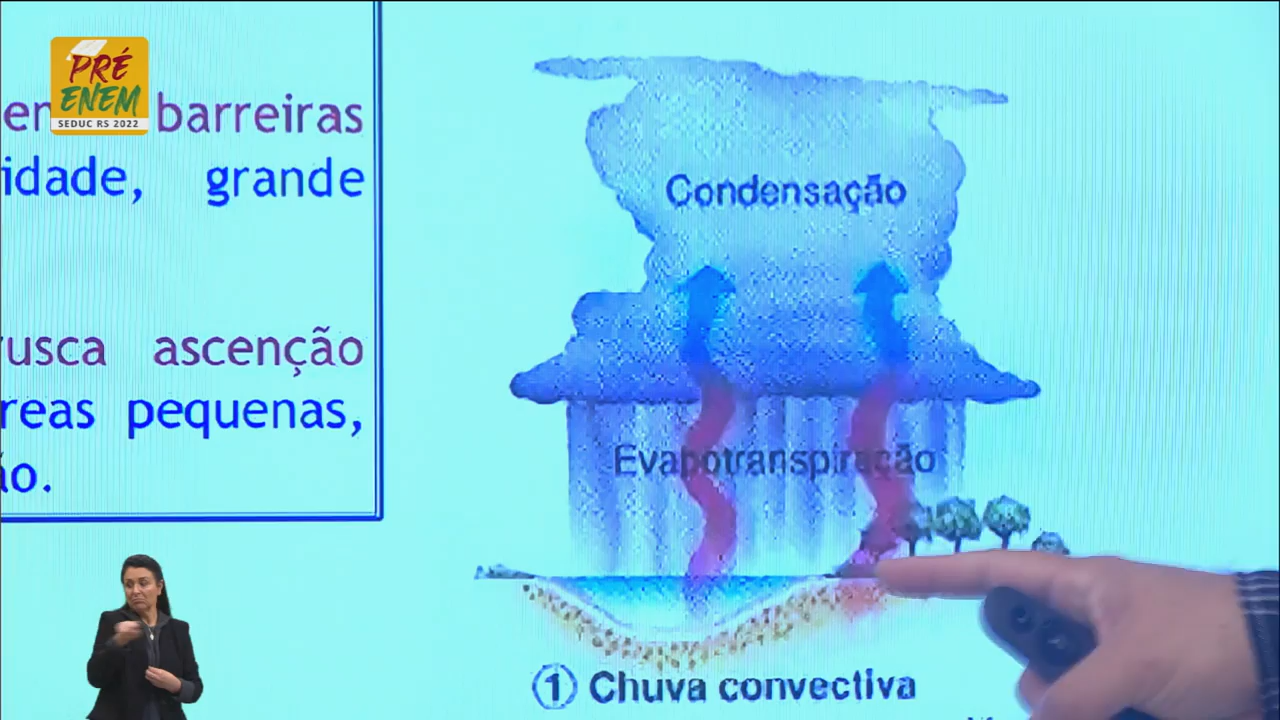 PRÉ
ENEM
SEDUC RS 2022
barreiras
idade, grande
usca ascenção
reas pequenas,
ão.
Condensação
Evapotranspiração
1 Chuva convectiva